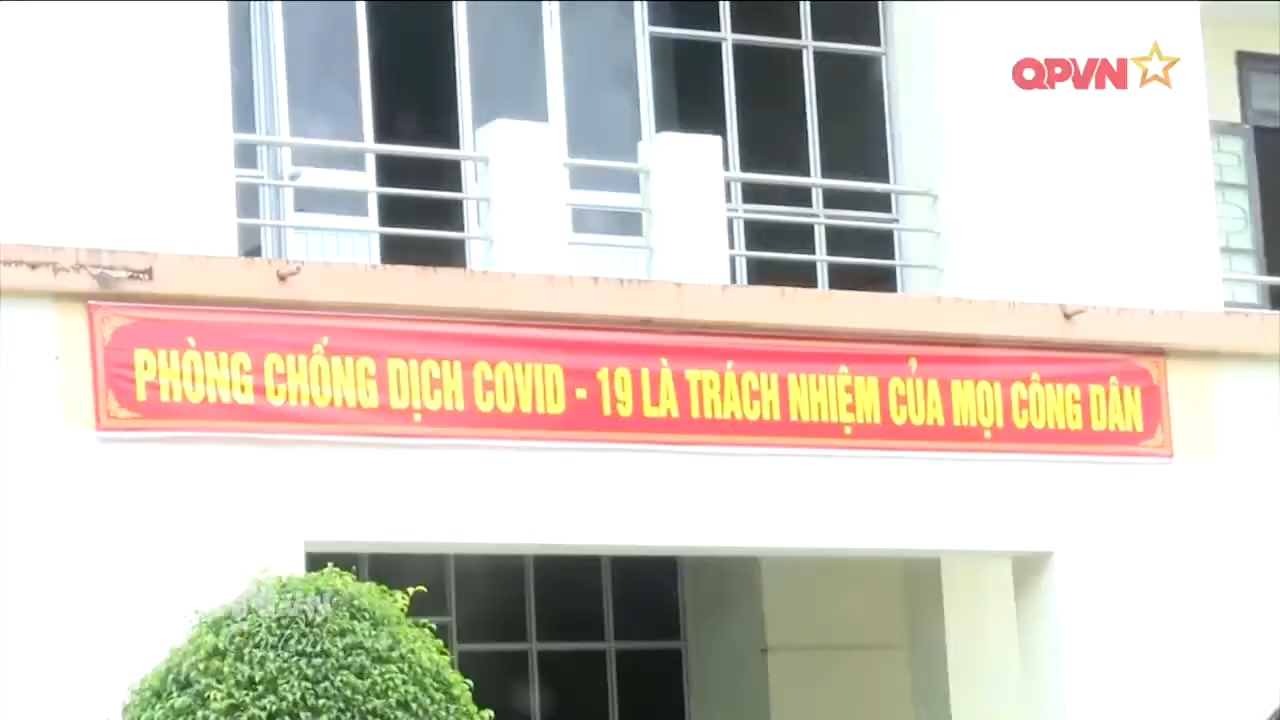 QPVN
PHÒNG CHỐNG DỊCH COVID - 19 LÀ TRÁCH NHIỆM CỦA MỌI CÔNG DÂN